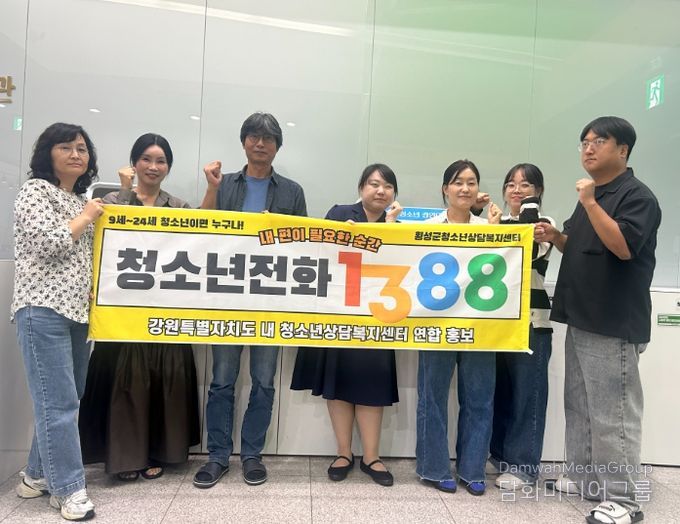 과
9세~24세 청소년이면 누구나!
내 편이 필요한 순간
횡성군청소년상담복지센터
청소년전화 1388
강원특별자치도 내 청소년상담복지센터 연합 홍보
DamwhaMediaGroup
담화미디어그룹